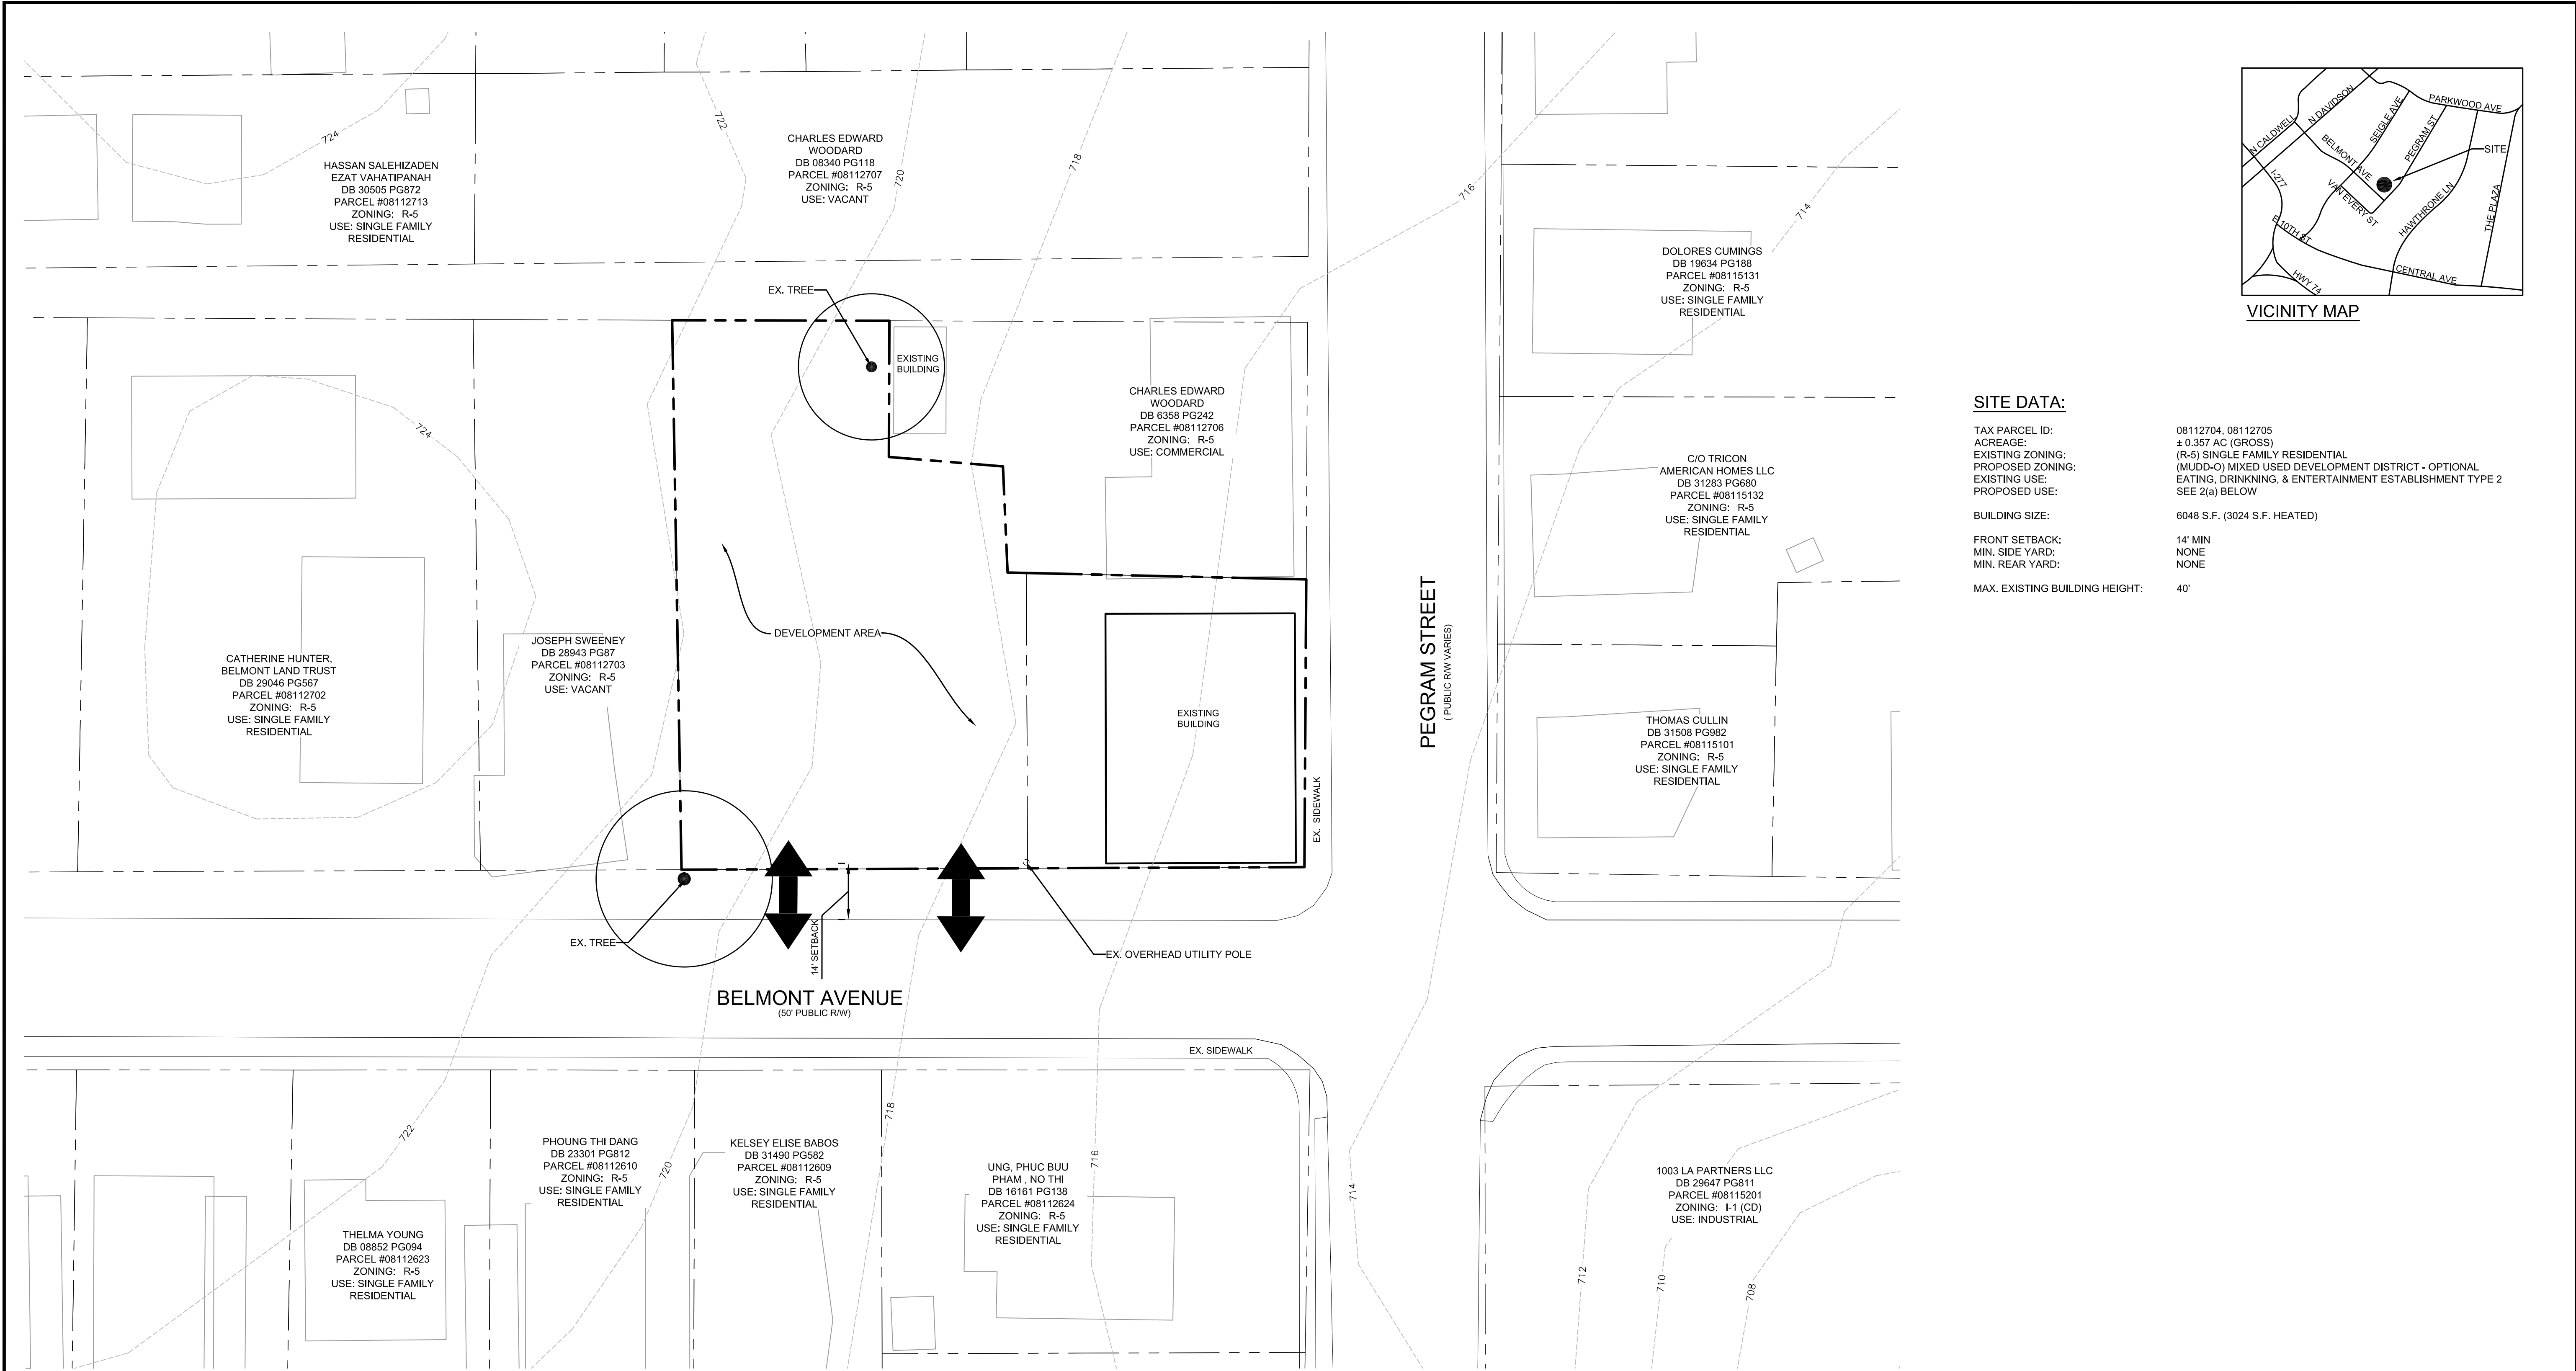 HASSAN SALEHIZADEN
EZAT VAHATIPANAH
DB 30505 PG872
PARCEL #08112713
ZONING: R-5
USE: SINGLE FAMILY
RESIDENTIAL
724
722
CHARLES EDWARD
WOODARD
DB 08340 PG118
PARCEL #08112707
ZONING: R-5
USE: VACANT
720
718
716
714
DOLORES CUMINGS
DB 19634 PG188
PARCEL #08115131
ZONING: R-5
USE: SINGLE FAMILY
RESIDENTIAL
N CALDWELL
N DAVIDSON
SEIGLE AVE
PARKWOOD AVE
BELMONT AVE
PEGRAM ST
SITE
I-277
VAN EVERY ST
HAWTHRONE LN
THE PLAZA
E 10TH ST
HWY 74
CENTRAL AVE
VICINITY MAP
EX. TREE
EXISTING
BUILDING
CHARLES EDWARD
WOODARD
DB 6358 PG242
PARCEL #08112706
ZONING: R-5
USE: COMMERCIAL
724
C/O TRICON
AMERICAN HOMES LLC
DB 31283 PG680
PARCEL #08115132
ZONING: R-5
USE: SINGLE FAMILY
RESIDENTIAL
SITE DATA:
TAX PARCEL ID: 08112704, 08112705
ACREAGE: ± 0.357 AC (GROSS)
EXISTING ZONING: (R-5) SINGLE FAMILY RESIDENTIAL
PROPOSED ZONING: (MUDD-O) MIXED USED DEVELOPMENT DISTRICT - OPTIONAL
EXISTING USE: EATING, DRINKNING, & ENTERTAINMENT ESTABLISHMENT TYPE 2
PROPOSED USE: SEE 2(a) BELOW
BUILDING SIZE: 6048 S.F. (3024 S.F. HEATED)
FRONT SETBACK: 14' MIN
MIN. SIDE YARD: NONE
MIN. REAR YARD: NONE
MAX. EXISTING BUILDING HEIGHT: 40'
CATHERINE HUNTER,
BELMONT LAND TRUST
DB 29046 PG567
PARCEL #08112702
ZONING: R-5
USE: SINGLE FAMILY
RESIDENTIAL
JOSEPH SWEENEY
DB 28943 PG87
PARCEL #08112703
ZONING: R-5
USE: VACANT
DEVELOPMENT AREA
EXISTING
BUILDING
EX. SIDEWALK
PEGRAM STREET
( PUBLIC R/W VARIES)
THOMAS CULLIN
DB 31508 PG982
PARCEL #08115101
ZONING: R-5
USE: SINGLE FAMILY
RESIDENTIAL
EX. TREE
14' SETBACK
EX. OVERHEAD UTILITY POLE
BELMONT AVENUE
(50' PUBLIC R/W)
EX. SIDEWALK
722
720
718
716
714
712
710
708
THELMA YOUNG
DB 08852 PG094
PARCEL #08112623
ZONING: R-5
USE: SINGLE FAMILY
RESIDENTIAL
PHOUNG THI DANG
DB 23301 PG812
PARCEL #08112610
ZONING: R-5
USE: SINGLE FAMILY
RESIDENTIAL
KELSEY ELISE BABOS
DB 31490 PG582
PARCEL #08112609
ZONING: R-5
USE: SINGLE FAMILY
RESIDENTIAL
UNG, PHUC BUU
PHAM , NO THI
DB 16161 PG138
PARCEL #08112624
ZONING: R-5
USE: SINGLE FAMILY
RESIDENTIAL
1003 LA PARTNERS LLC
DB 29647 PG811
PARCEL #08115201
ZONING: I-1 (CD)
USE: INDUSTRIAL